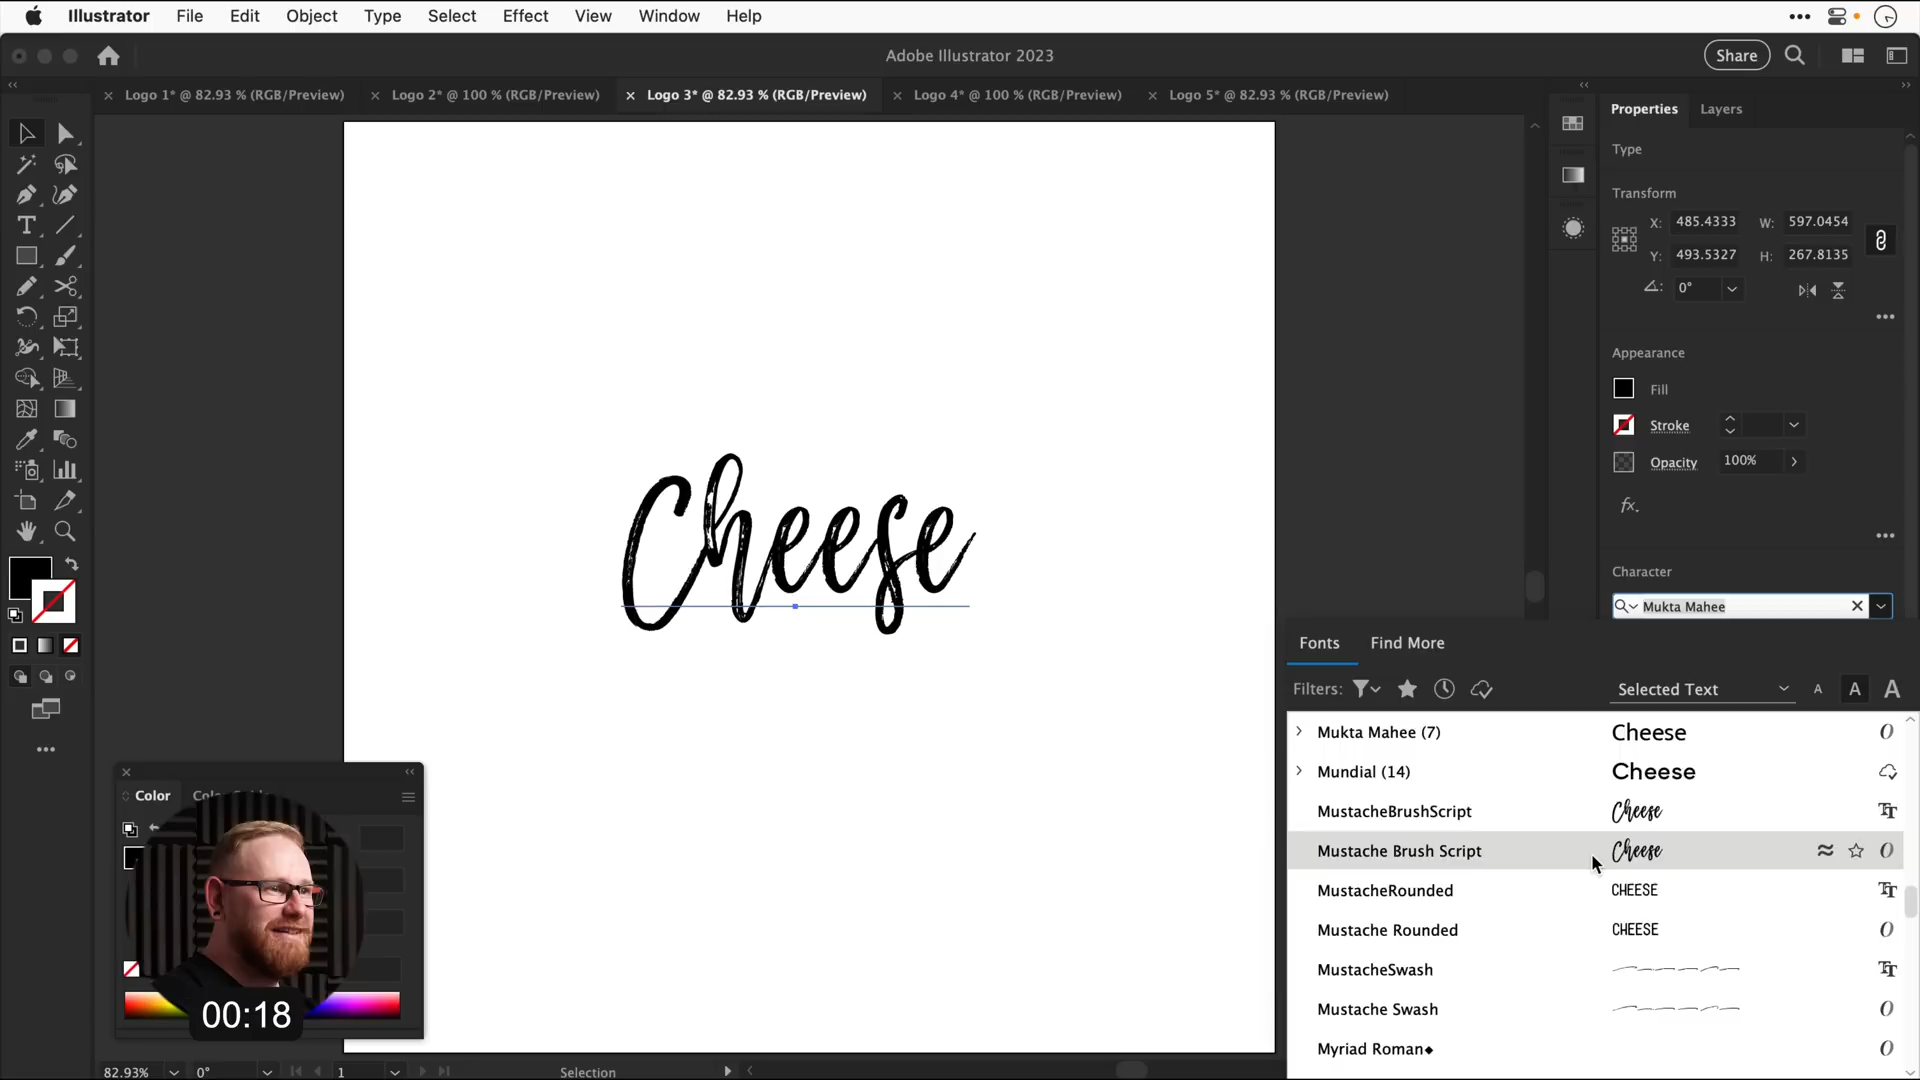 Illustrator File Edit Object Type Select Effect View Window Help
Adobe Illustrator 2023
Share
Logo 1* @ 82.93 % (RGB/Preview)
Logo 2* @ 100 % (RGB/Preview)
Logo 3* @ 82.93 % (RGB/Preview)
Logo 4* @ 100 % (RGB/Preview)
Logo 5* @ 82.93 % (RGB/Preview)
Properties Layers
Type
Transform
X: 485.4333 W: 597.0454
Y: 493.5327 H: 267.8135
0°
Appearance
Fill
Stroke
Opacity 100%
fx.
Character
Mukta Mahee
Cheese
Fonts Find More
Filters: Selected Text A A A
Mukta Mahee (7) Cheese
Mundial (14) Cheese
MustacheBrushScript Cheese
Mustache Brush Script Cheese
MustacheRounded CHEESE
Mustache Rounded CHEESE
MustacheSwash
Mustache Swash
Myriad Roman◆
Color
00:18
82.93% 0° 1 Selection